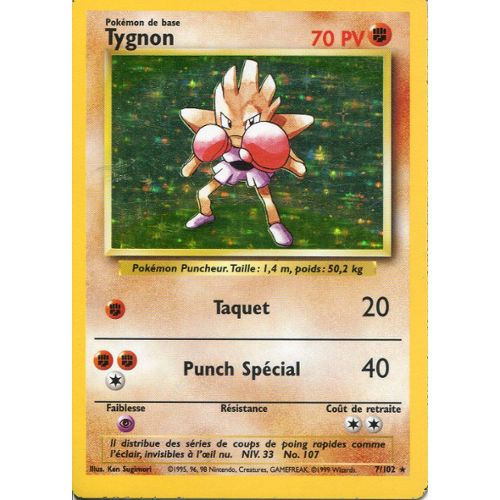 Pokémon de base
Tygnon
70 PV
Pokémon Puncheur. Taille : 1,4 m, poids : 50,2 kg
Taquet 20
Punch Spécial 40
Faiblesse Résistance Coût de retraite
Il distribue des séries de coups de poing rapides comme
l'éclair, invisibles à l'œil nu. NIV. 33 No. 107
Illus. Ken Sugimori ©1995, 96, 98 Nintendo, Creatures, GAMEFREAK. ©1999 Wizards. 7/102 ★